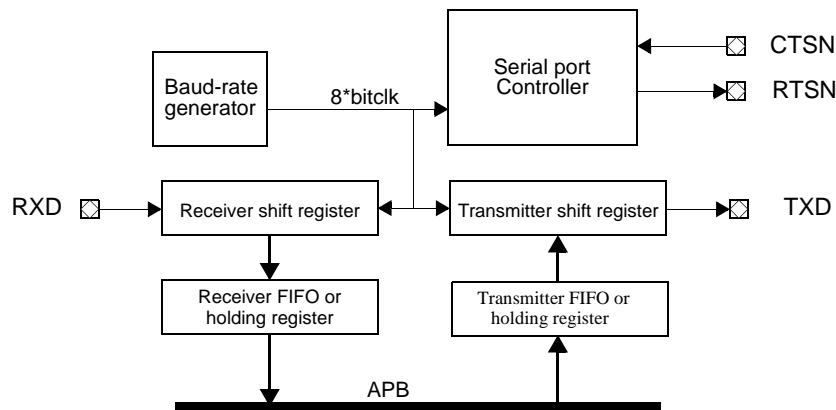 CTSN
Serial port
Controller
Baud-rate
generator
8*bitclk
RTSN
RXD
Receiver shift register
Transmitter shift register
TXD
Receiver FIFO or
holding register
Transmitter FIFO or
holding register
APB